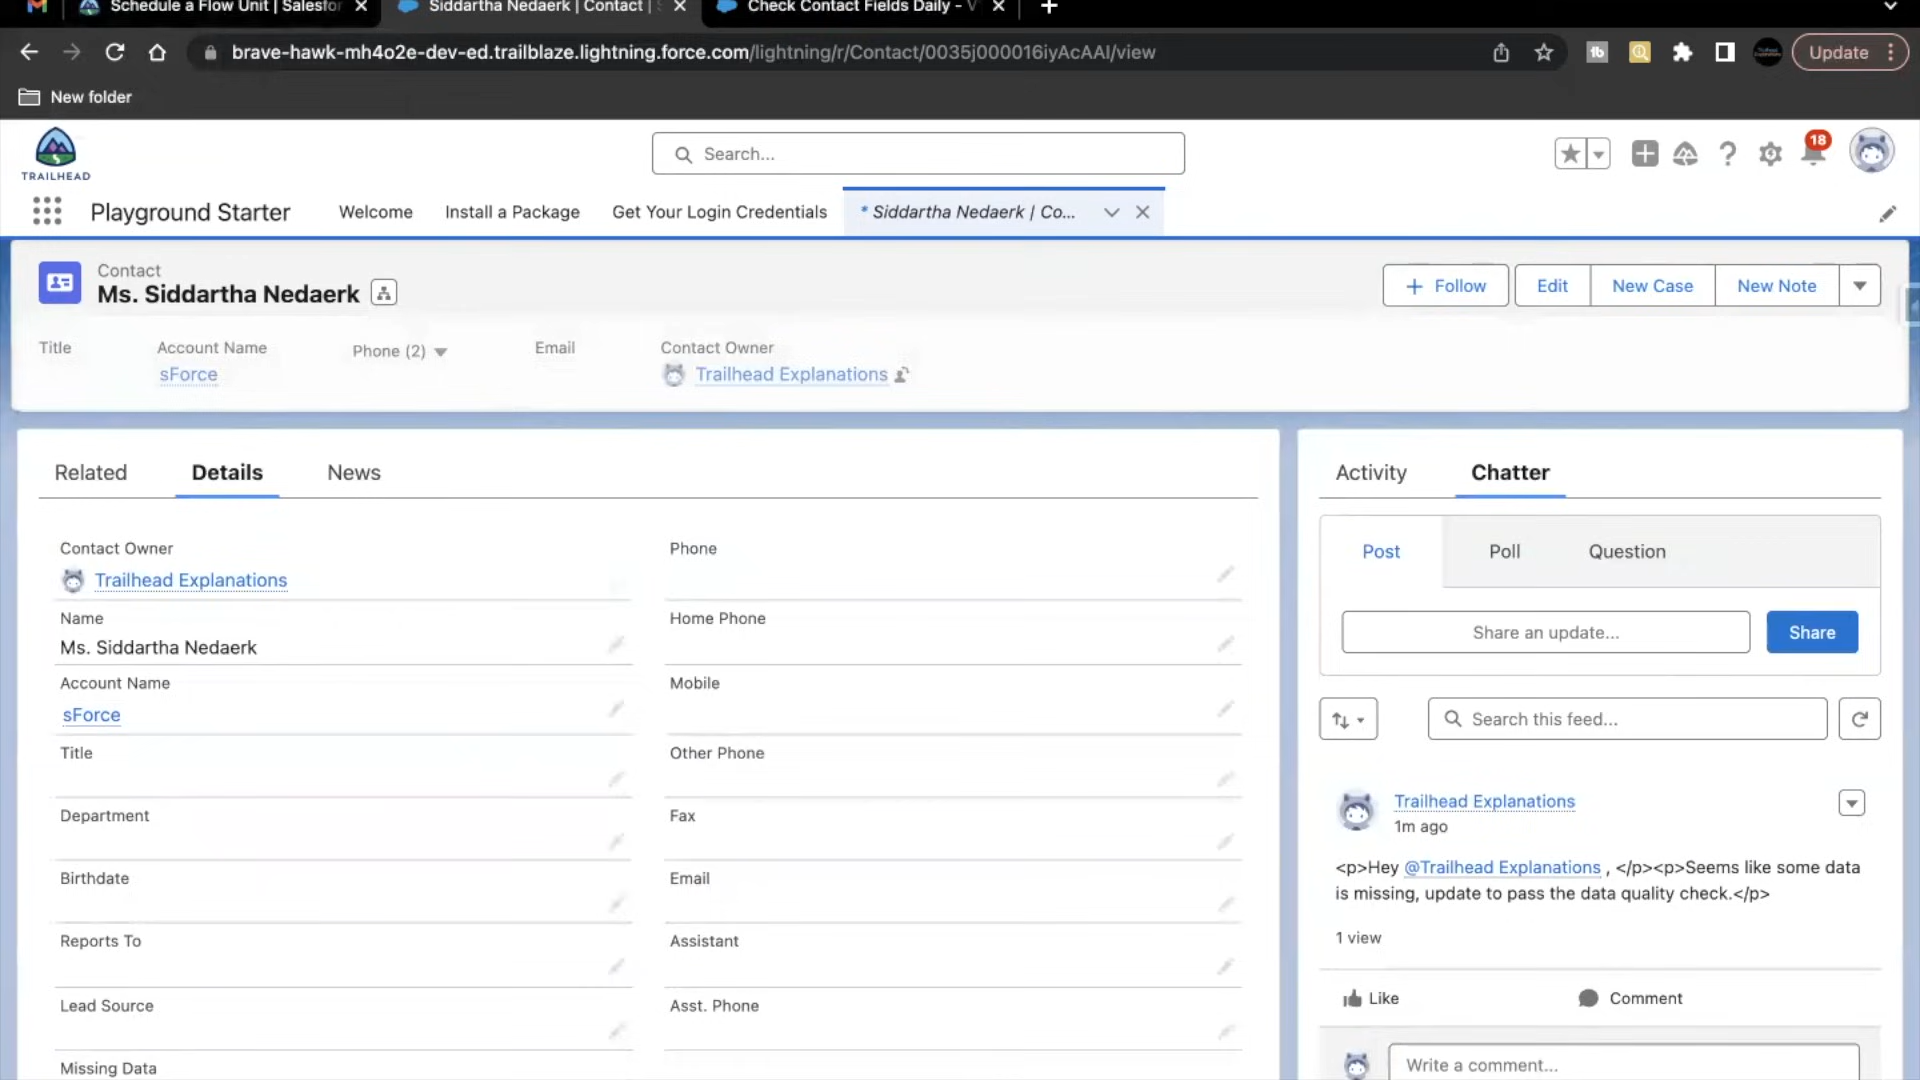 Schedule a Flow Unit | Salesfor
Siddartha Nedaerk | Contact |
Check Contact Fields Daily - V
brave-hawk-mh4o2e-dev-ed.trailblaze.lightning.force.com/lightning/r/Contact/0035j000016iyAcAAI/view
Update
New folder
TRAILHEAD
Search...
18
Playground Starter
Welcome
Install a Package
Get Your Login Credentials
* Siddartha Nedaerk | Co...
Contact
Ms. Siddartha Nedaerk
Follow
Edit
New Case
New Note
Title
Account Name
sForce
Phone (2)
Email
Contact Owner
Trailhead Explanations
Related
Details
News
Contact Owner
Trailhead Explanations
Name
Ms. Siddartha Nedaerk
Account Name
sForce
Title
Department
Birthdate
Reports To
Lead Source
Missing Data
Phone
Home Phone
Mobile
Other Phone
Fax
Email
Assistant
Asst. Phone
Activity
Chatter
Post
Poll
Question
Share an update...
Share
Search this feed...
Trailhead Explanations
1m ago
<p>Hey @Trailhead Explanations , </p><p>Seems like some data
is missing, update to pass the data quality check.</p>
1 view
Like
Comment
Write a comment...